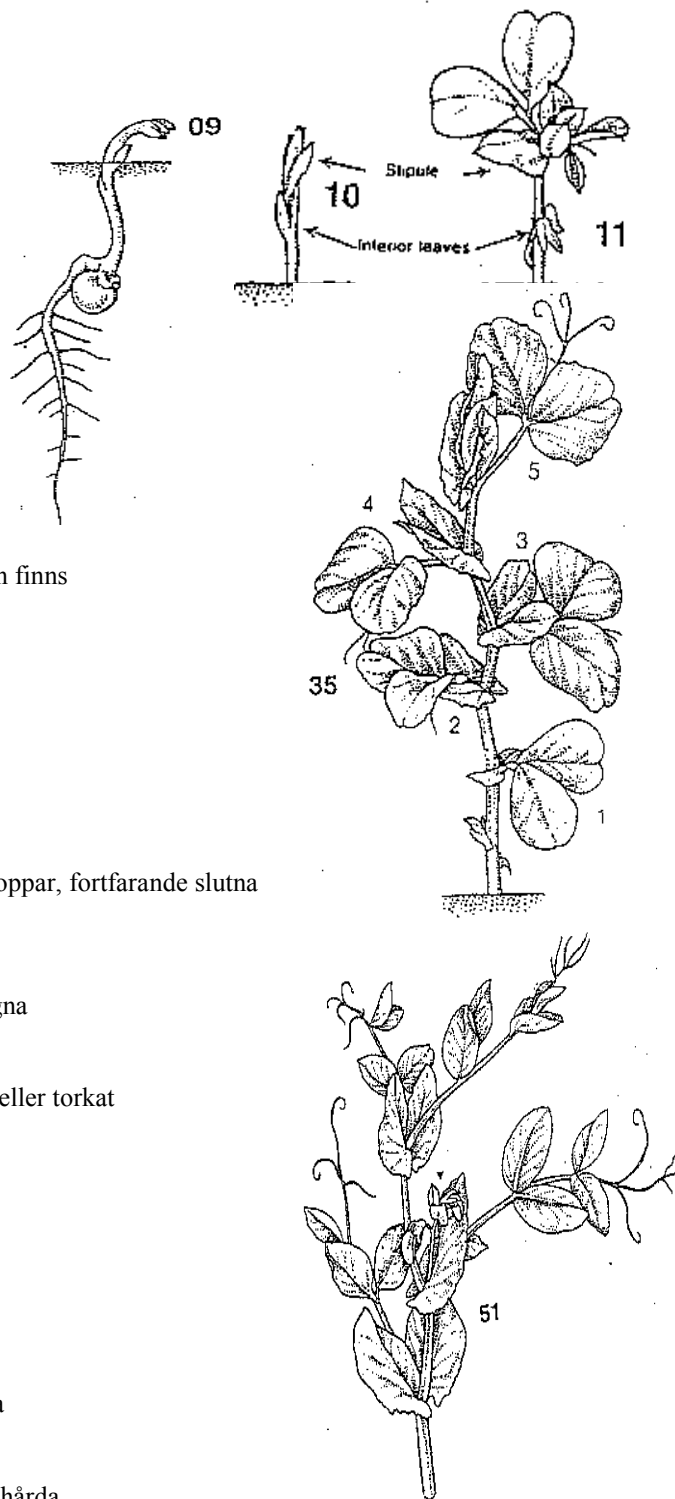 09
10
Stipule
11
Inferior leaves
5
4
3
n finns
35
2
1
oppar, fortfarande slutna
gna
eller torkat
51
a
hårda